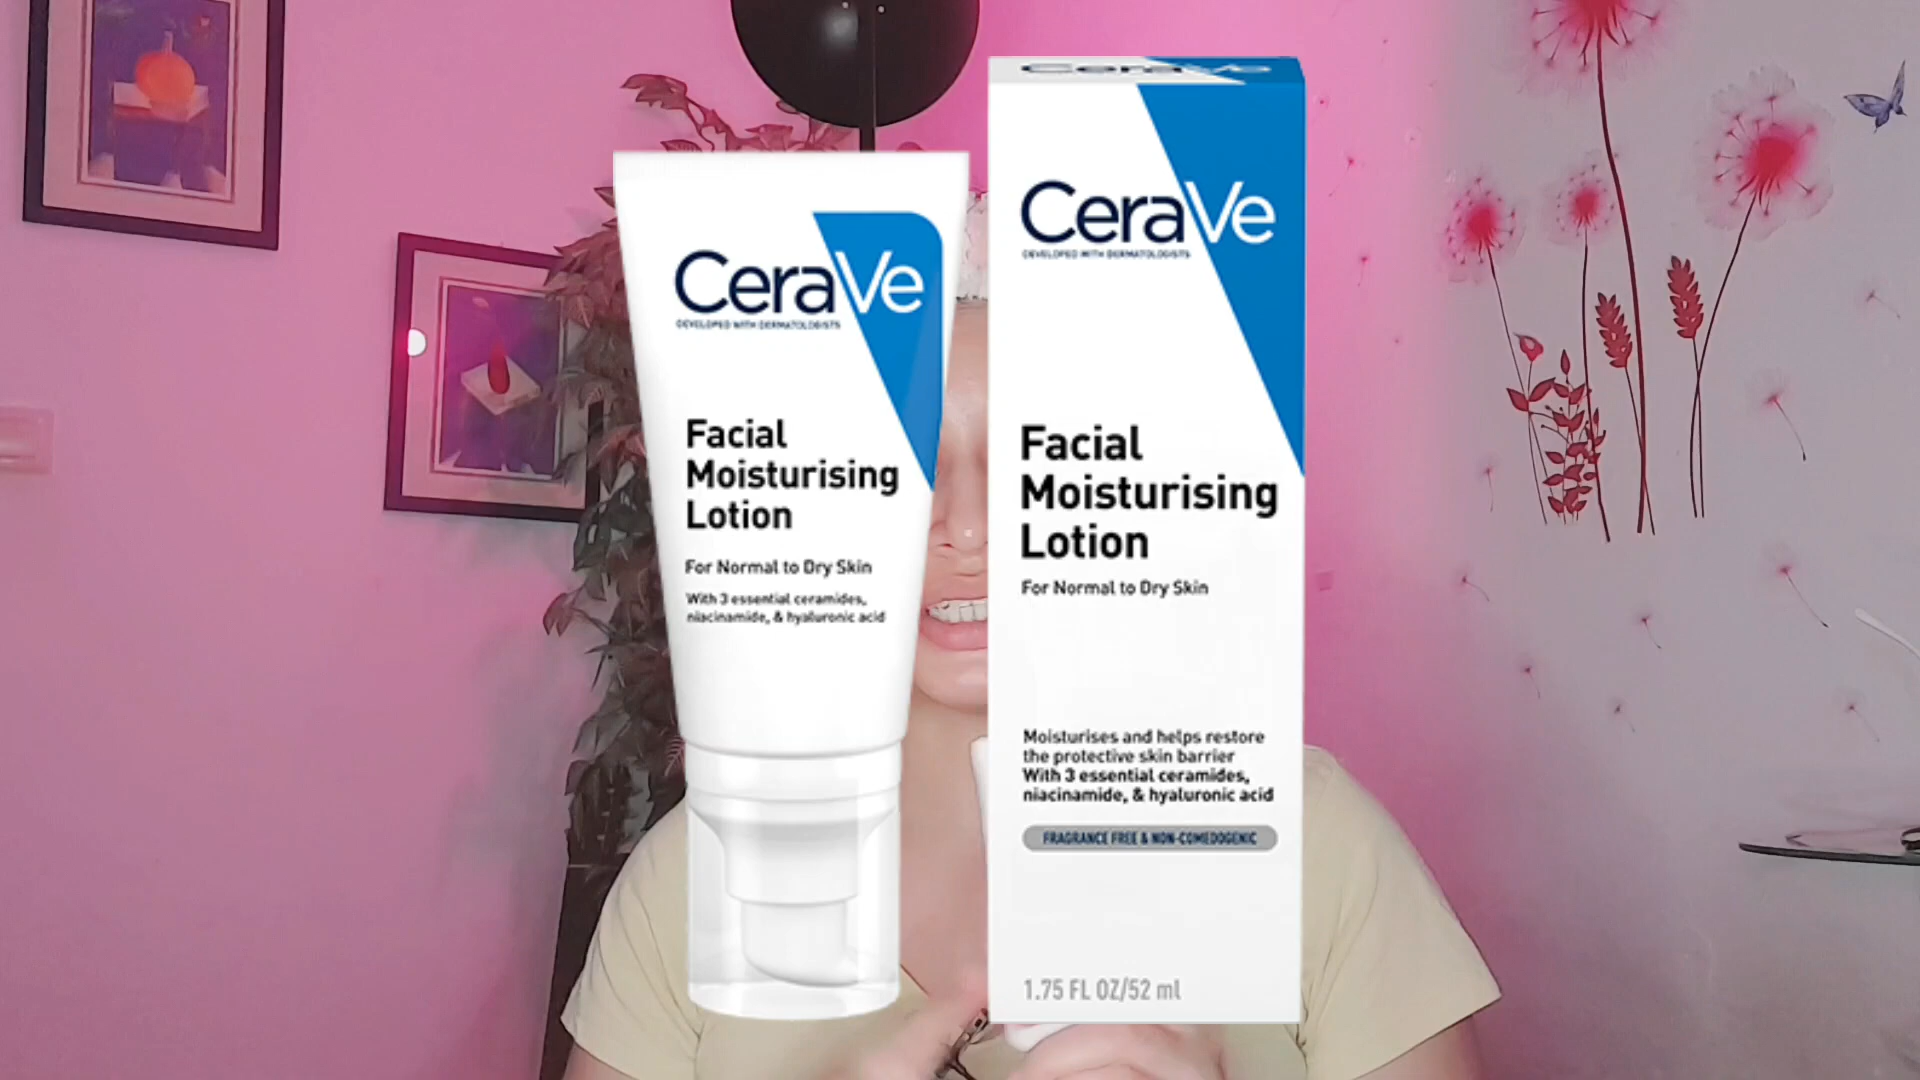 CeraVe
DEVELOPED WITH DERMATOLOGISTS
Facial
Moisturising
Lotion
For Normal to Dry Skin
With 3 essential ceramides,
niacinamide, & hyaluronic acid
CeraVe
CeraVe
DEVELOPED WITH DERMATOLOGISTS
Facial
Moisturising
Lotion
For Normal to Dry Skin
Moisturises and helps restore
the protective skin barrier
With 3 essential ceramides,
niacinamide, & hyaluronic acid
FRAGRANCE FREE & NON-COMEDOGENIC
1.75 FL OZ/52 ml